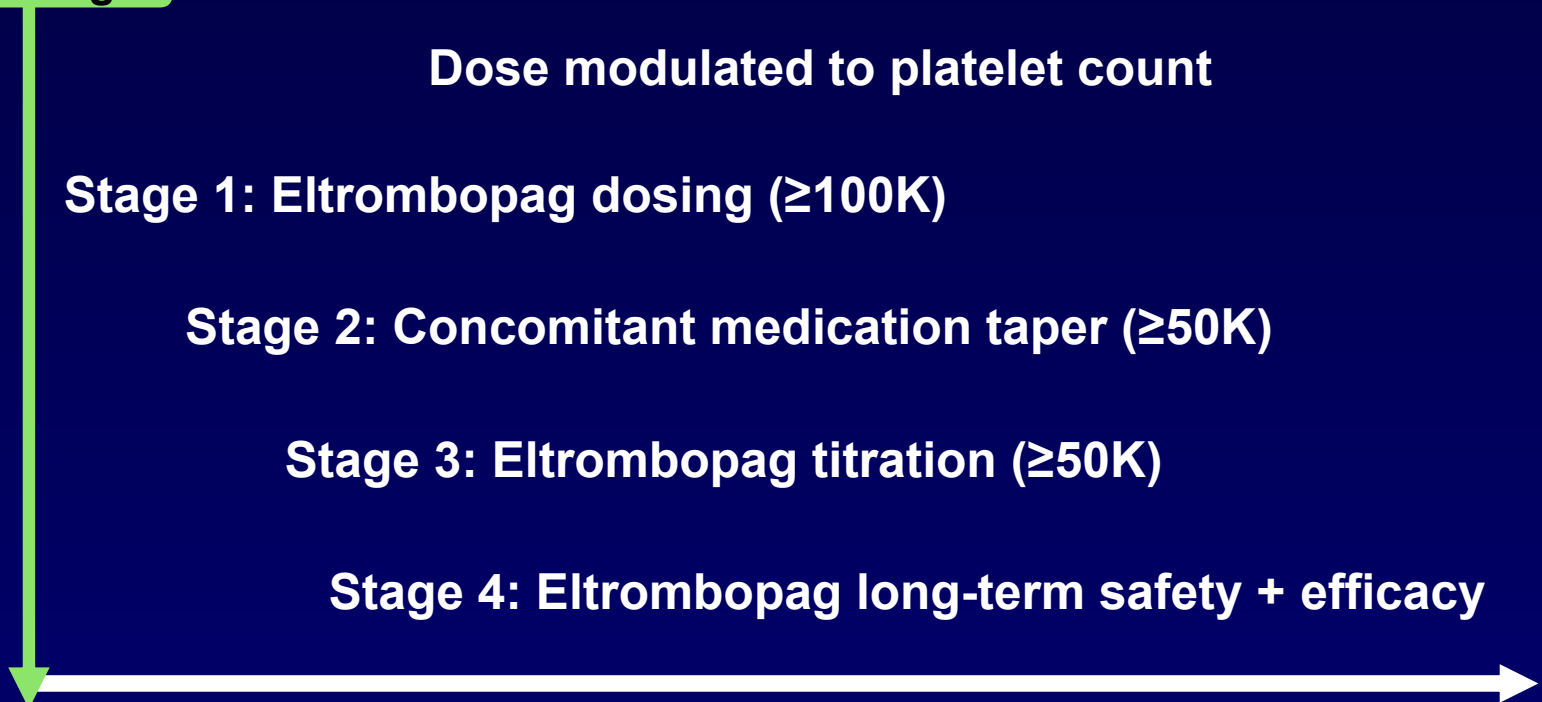 Dose modulated to platelet count
Stage 1: Eltrombopag dosing (≥100K)
Stage 2: Concomitant medication taper (≥50K)
Stage 3: Eltrombopag titration (≥50K)
Stage 4: Eltrombopag long-term safety + efficacy